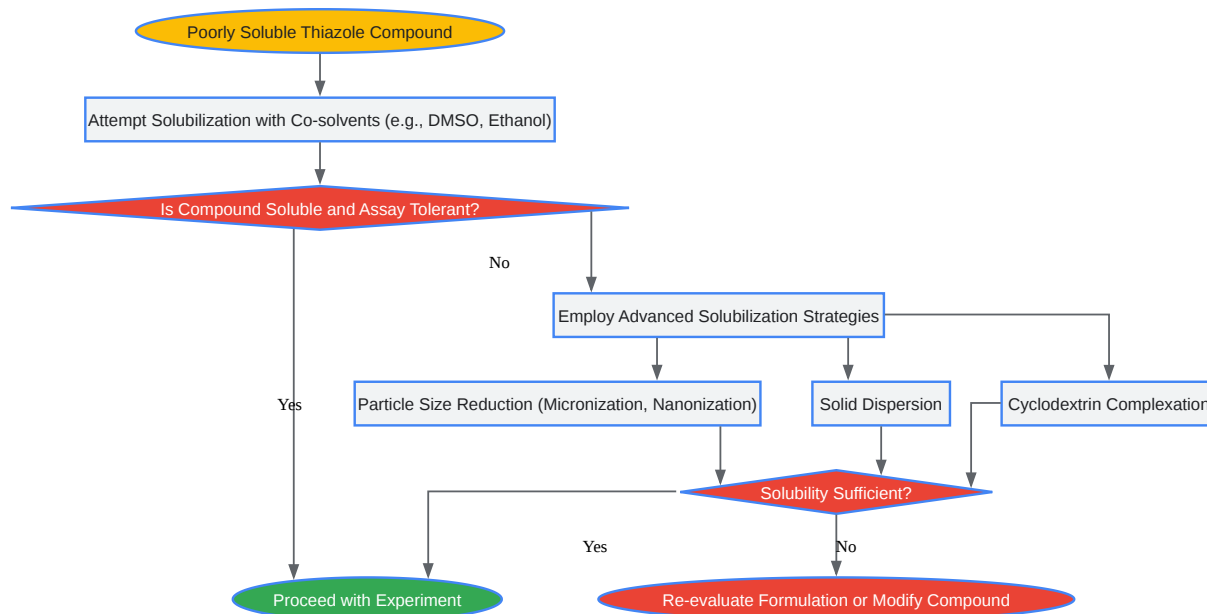 Poorly Soluble Thiazole Compound
Attempt Solubilization with Co-solvents (e.g., DMSO, Ethanol)
Is Compound Soluble and Assay Tolerant?
No
Employ Advanced Solubilization Strategies
Yes
Particle Size Reduction (Micronization, Nanonization)
Solid Dispersion
Cyclodextrin Complexation
Solubility Sufficient?
Yes
No
Proceed with Experiment
Re-evaluate Formulation or Modify Compound